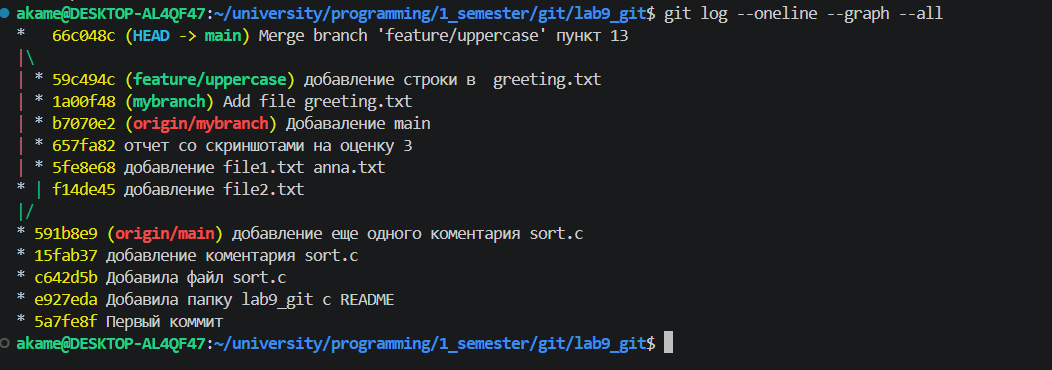 akame@DESKTOP-AL4QF47:~/university/programming/1_semester/git/lab9_git$ git log --oneline --graph --all
*   66c048c (HEAD -> main) Merge branch 'feature/uppercase' пункт 13
|\
| * 59c494c (feature/uppercase) добавление строки в  greeting.txt
| * 1a00f48 (mybranch) Add file greeting.txt
| * b7070e2 (origin/mybranch) Добаваление main
| * 657fa82 отчет со скриншотами на оценку 3
| * 5fe8e68 добавление file1.txt anna.txt
* | f14de45 добавление file2.txt
|/
* 591b8e9 (origin/main) добавление еще одного коментария sort.c
* 15fab37 добавление коментария sort.c
* c642d5b Добавила файл sort.c
* e927eda Добавила папку lab9_git с README
* 5a7fe8f Первый коммит
akame@DESKTOP-AL4QF47:~/university/programming/1_semester/git/lab9_git$